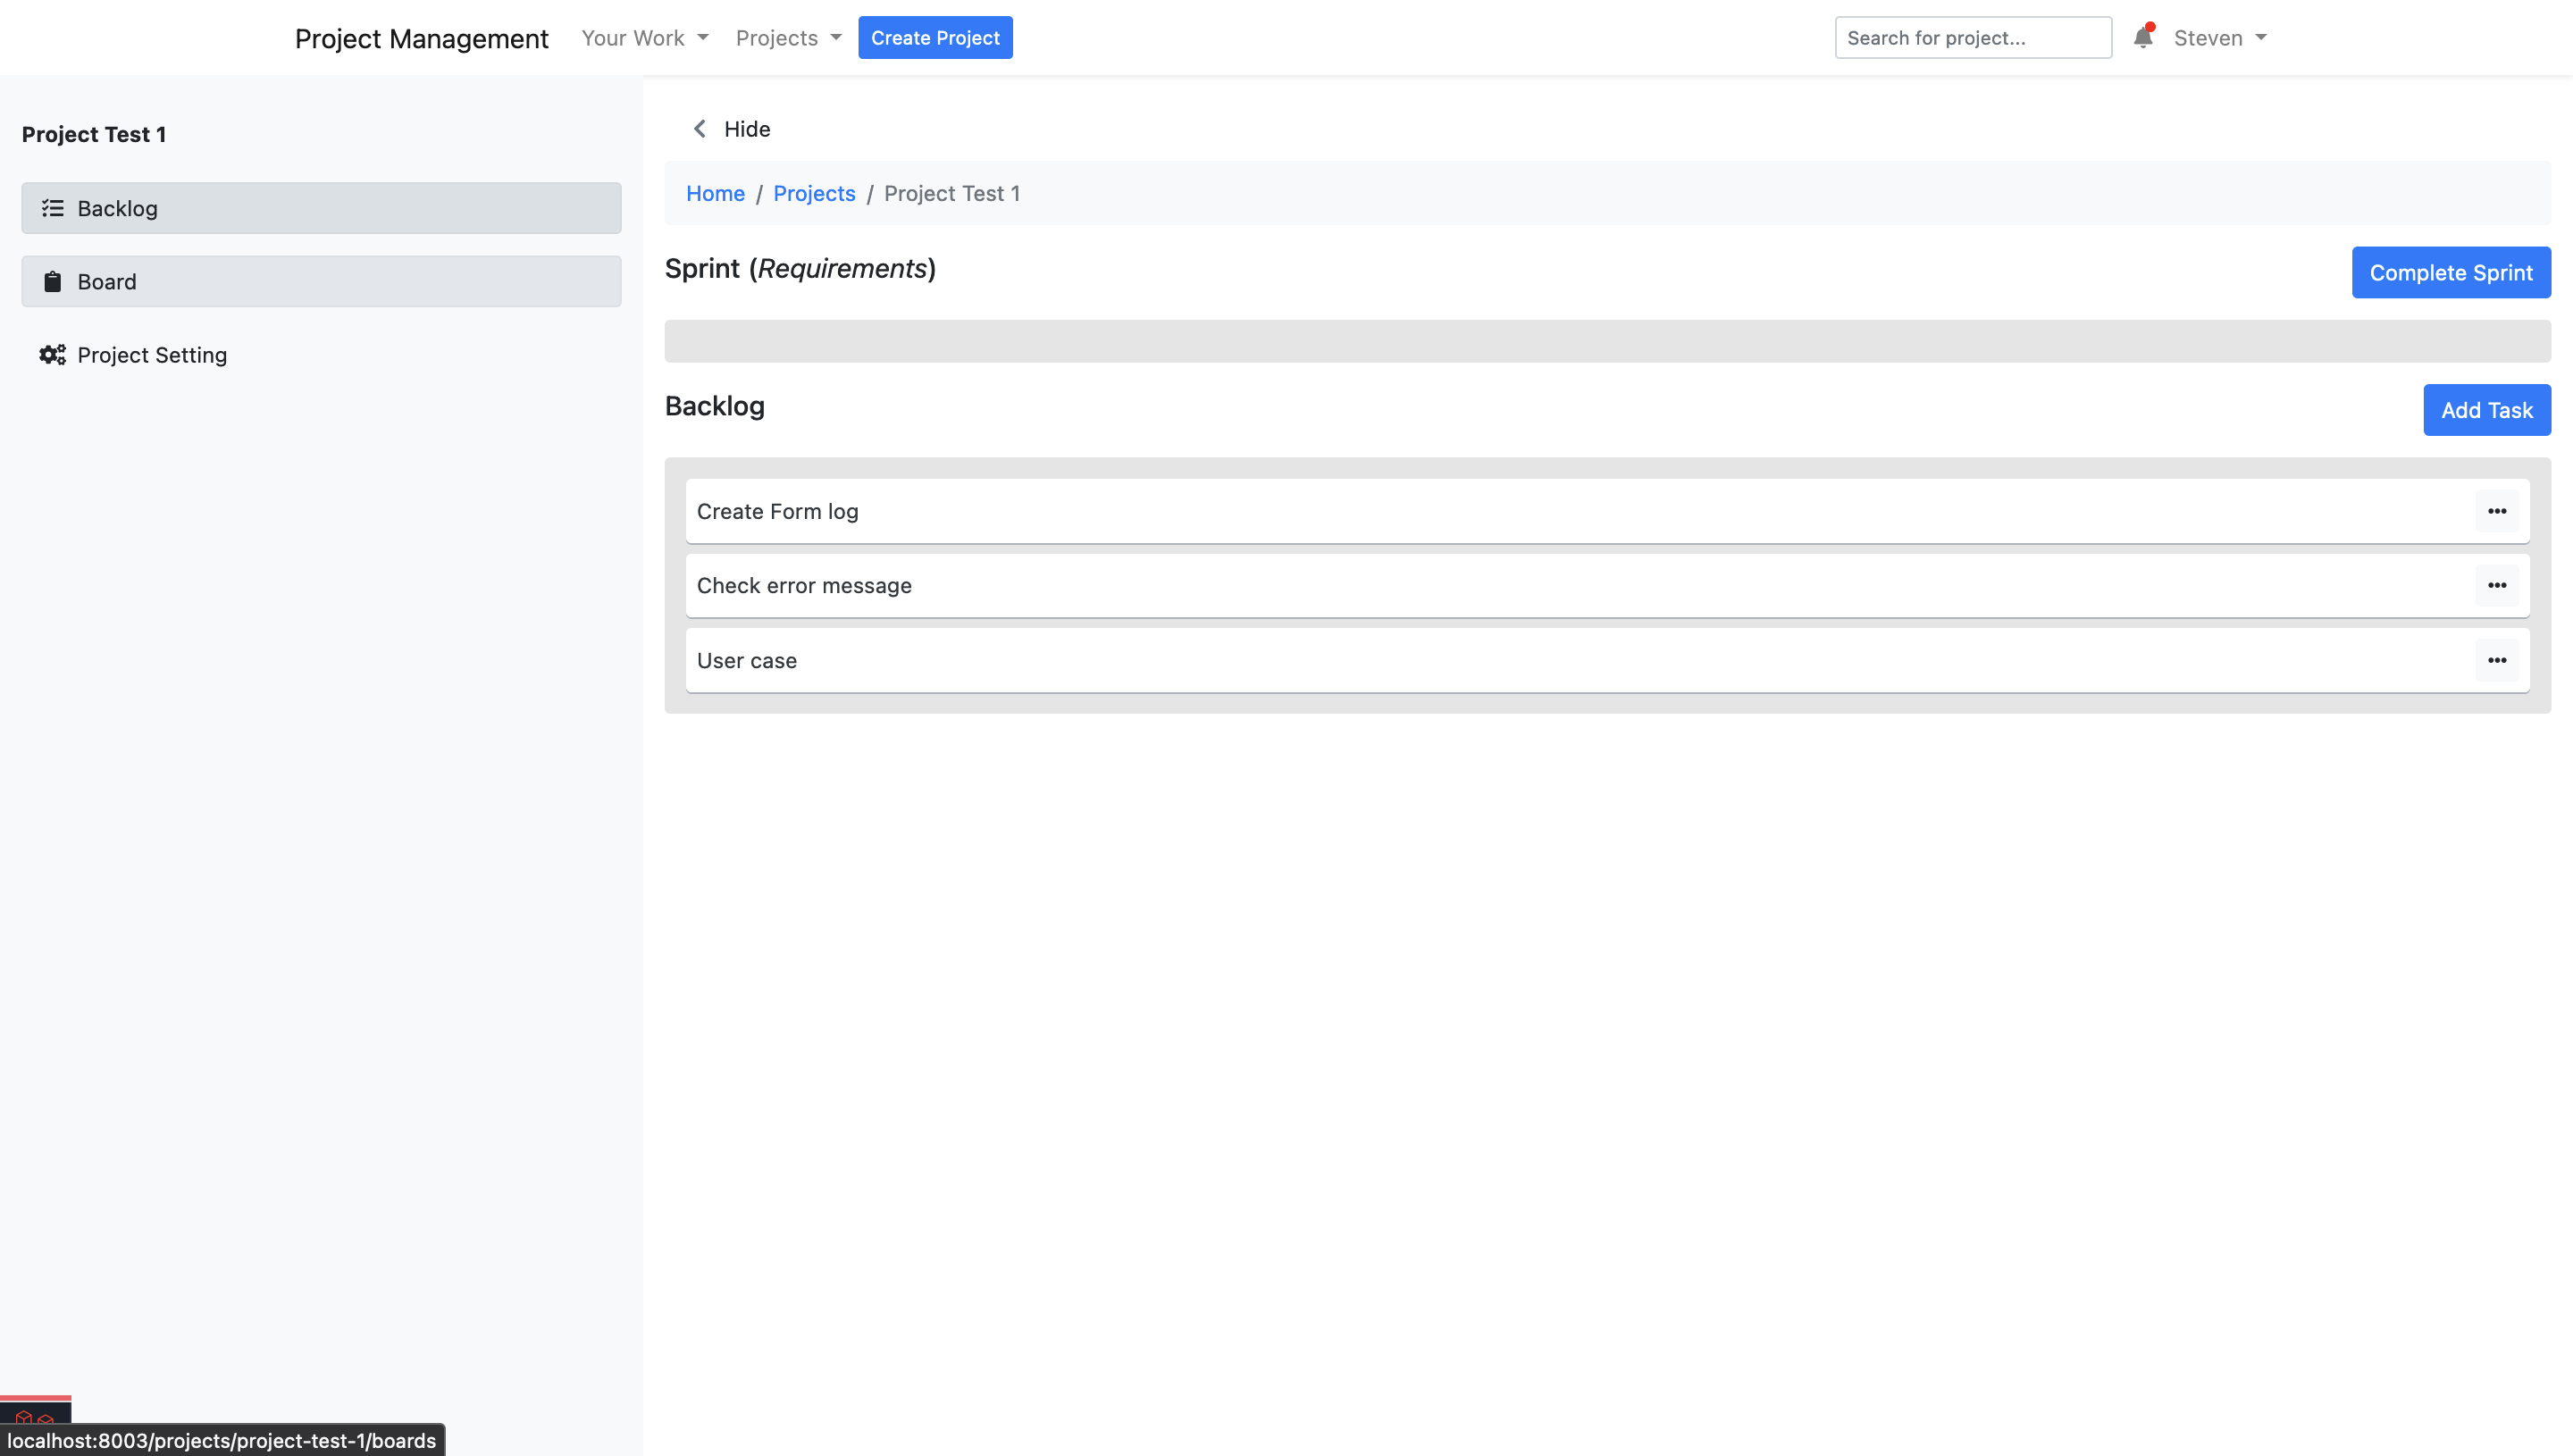 Project Management
Your Work
Projects
Create Project
Search for project...
Steven
Project Test 1
Backlog
Board
Project Setting
Hide
Home / Projects / Project Test 1
Sprint (Requirements)
Complete Sprint
Backlog
Add Task
Create Form log
Check error message
User case
localhost:8003/projects/project-test-1/boards